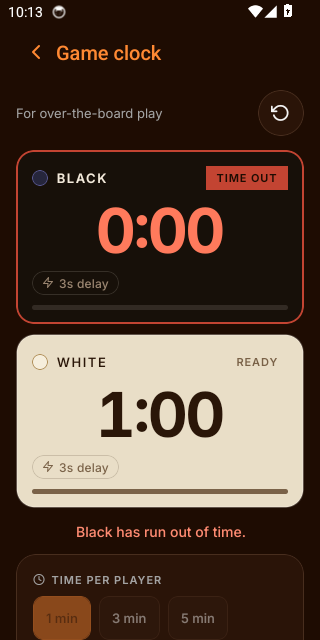 10:13
Game clock
For over-the-board play
BLACK
TIME OUT
0:00
3s delay
WHITE
READY
1:00
3s delay
Black has run out of time.
TIME PER PLAYER
1 min
3 min
5 min